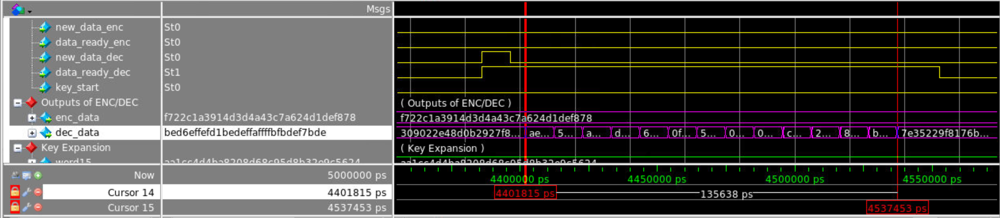 Msgs
new_data_enc St0
data_ready_enc St0
new_data_dec St0
data_ready_dec St1
key_start St0
Outputs of ENC/DEC ( Outputs of ENC/DEC )
enc_data f722c1a3914d3d4a43c7a624d1def878 f722c1a3914d3d4a43c7a624d1def878
dec_data bed6effefd1bedeffaffffbfbdef7bde 309022e48d0b2927f8... ae... 5... a... d... 6... 0f... 5... 0... 0... c... 2... 8... b... 7e35229f8176b...
Key Expansion ( Key Expansion )
word15 aa1cc4d4ba8208d68c95d8b32e9c5624
Now 5000000 ps 4400000 ps 4450000 ps 4500000 ps 4550000 ps
Cursor 14 4401815 ps 4401815 ps 135638 ps
Cursor 15 4537453 ps 4537453 ps